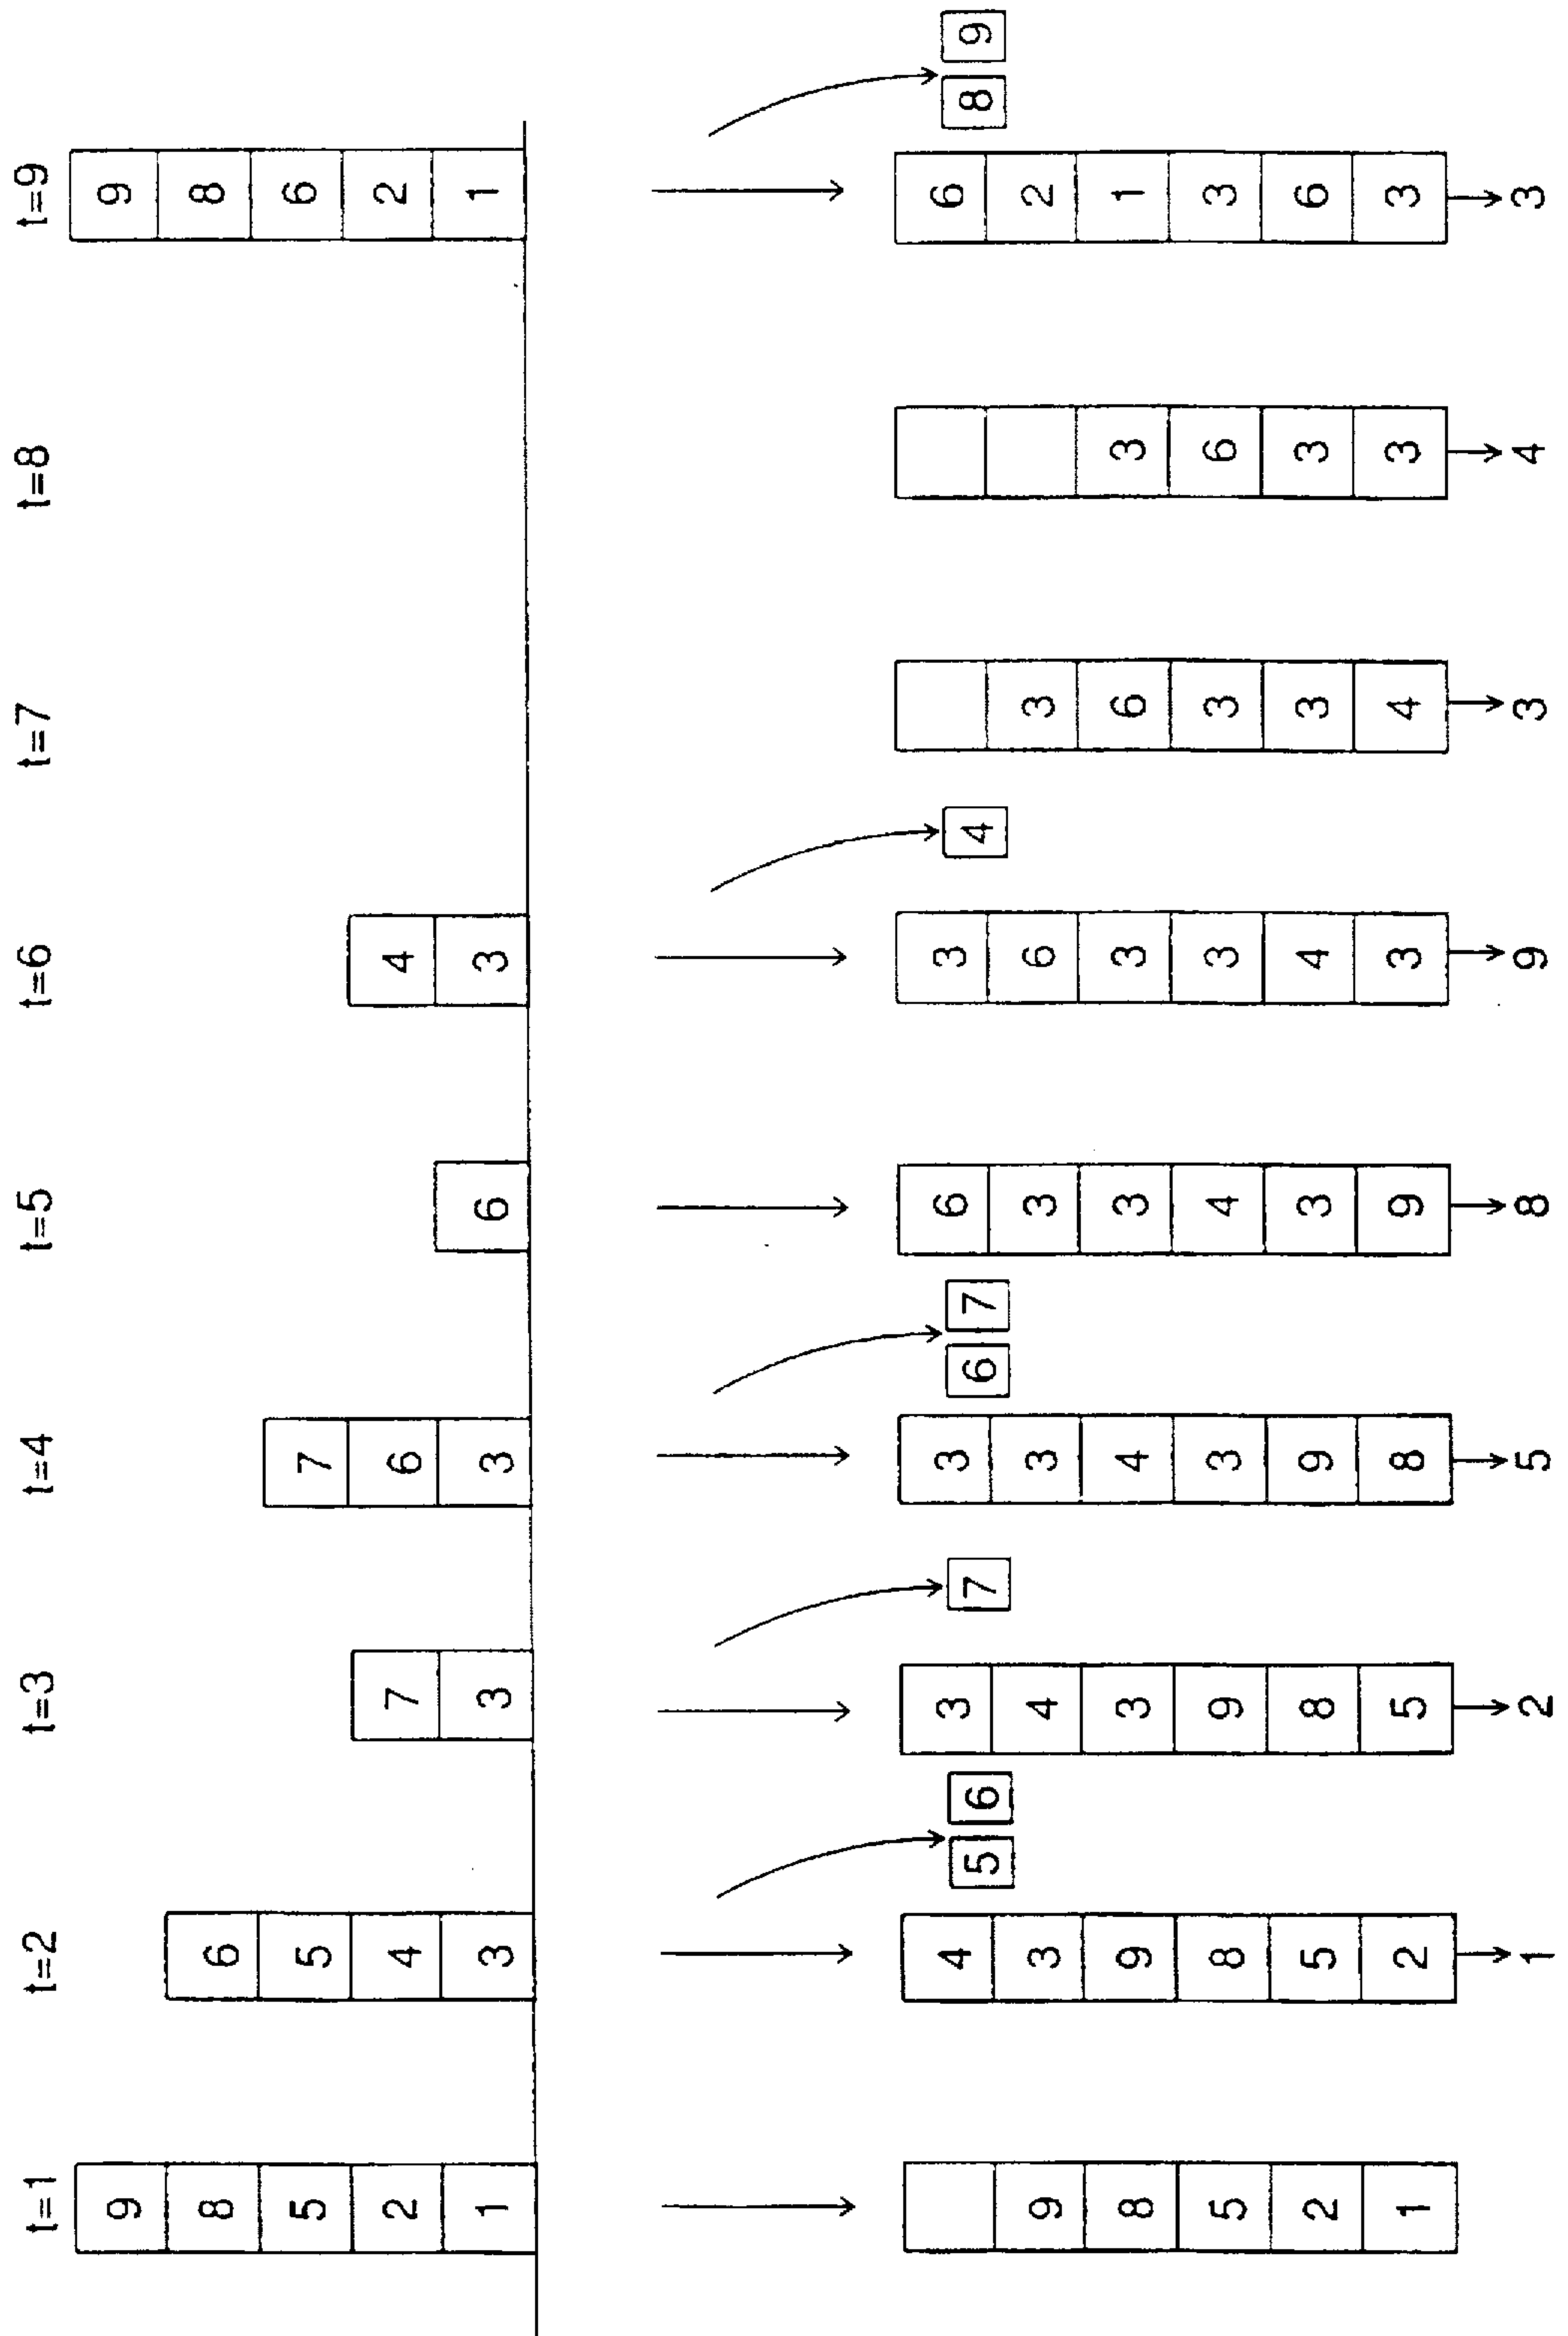 t=1 t=2 t=3 t=4 t=5 t=6 t=7 t=8 t=9
9 9
8 6 8
5 5 7 6
2 4 7 6 4 2
1 3 3 3 6 3 1
4 5 6 3 7 3 6 7 6 3 4 6 8 9
9 3 4 3 3 6 3 2
8 9 3 4 3 3 6 3 1
5 8 9 3 4 3 3 6 3
2 5 8 9 3 4 3 3 6
1 2 5 8 9 3 4 3 3
1 2 5 8 9 3 4 3